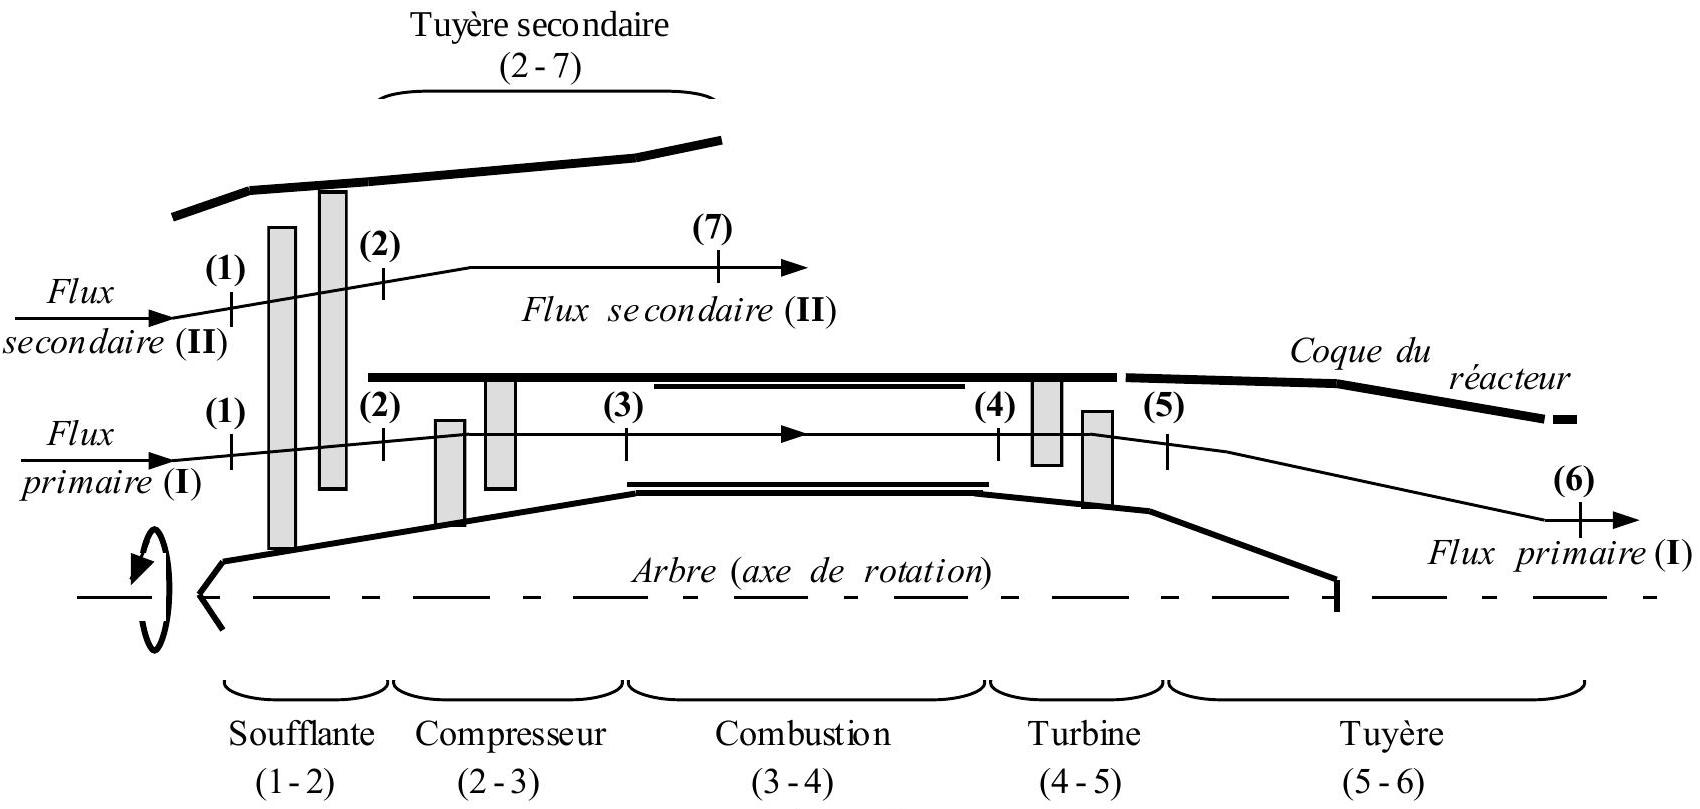 Tuyère secondaire
(2 - 7)
(1)
(2)
(7)
Flux
secondaire (II)
Flux secondaire (II)
Coque du
réacteur
(1)
(2)
(3)
(4)
(5)
Flux
primaire (I)
(6)
Flux primaire (I)
Arbre (axe de rotation)
Soufflante
(1 - 2)
Compresseur
(2 - 3)
Combustion
(3 - 4)
Turbine
(4 - 5)
Tuyère
(5 - 6)